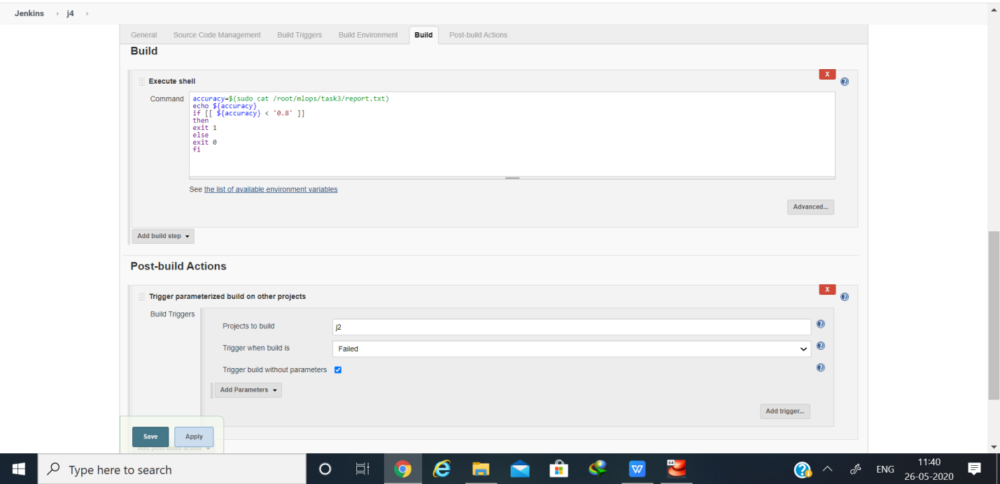 Jenkins › j4 ›
General Source Code Management Build Triggers Build Environment Build Post-build Actions
Build
X
Execute shell
Command
accuracy=$(sudo cat /root/mlops/task3/report.txt)
echo ${accuracy}
if [[ ${accuracy} < '0.8' ]]
then
exit 1
else
exit 0
fi
See the list of available environment variables
Advanced...
Add build step
Post-build Actions
X
Trigger parameterized build on other projects
Build Triggers
Projects to build j2
Trigger when build is Failed
Trigger build without parameters
Add Parameters
Add trigger...
Save Apply
Add post-build action
Type here to search
64
ENG
11:40
26-05-2020